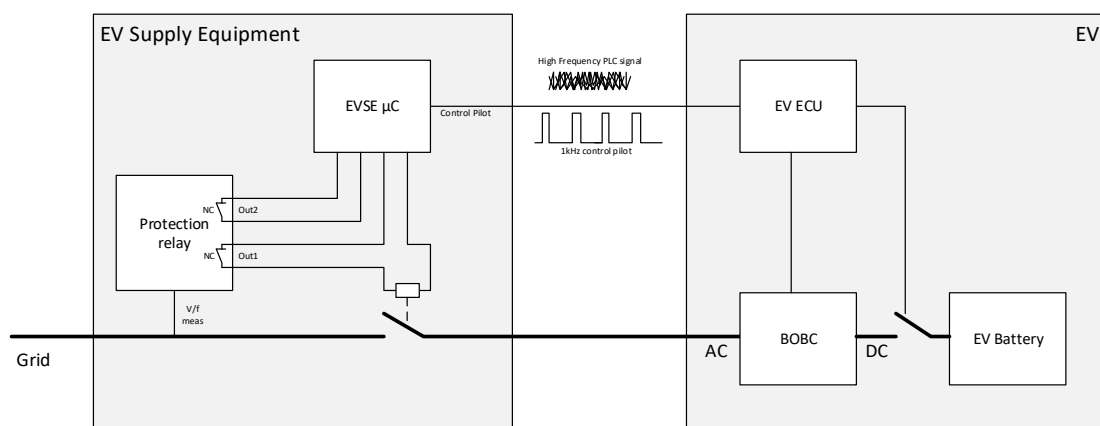 EV Supply Equipment
EV
High Frequency PLC signal
EVSE µC
Control Pilot
EV ECU
1kHz control pilot
NC
Out2
Protection
relay
NC
Out1
V/f
meas
Grid
AC
BOBC
DC
EV Battery